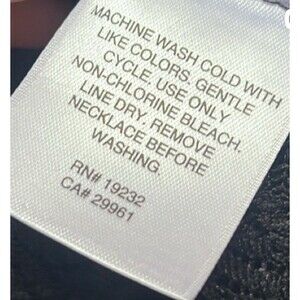 MACHINE WASH COLD WITH
LIKE COLORS. GENTLE
CYCLE. USE ONLY
NON-CHLORINE BLEACH.
LINE DRY. REMOVE
NECKLACE BEFORE
WASHING.
RN# 19232
CA# 29961